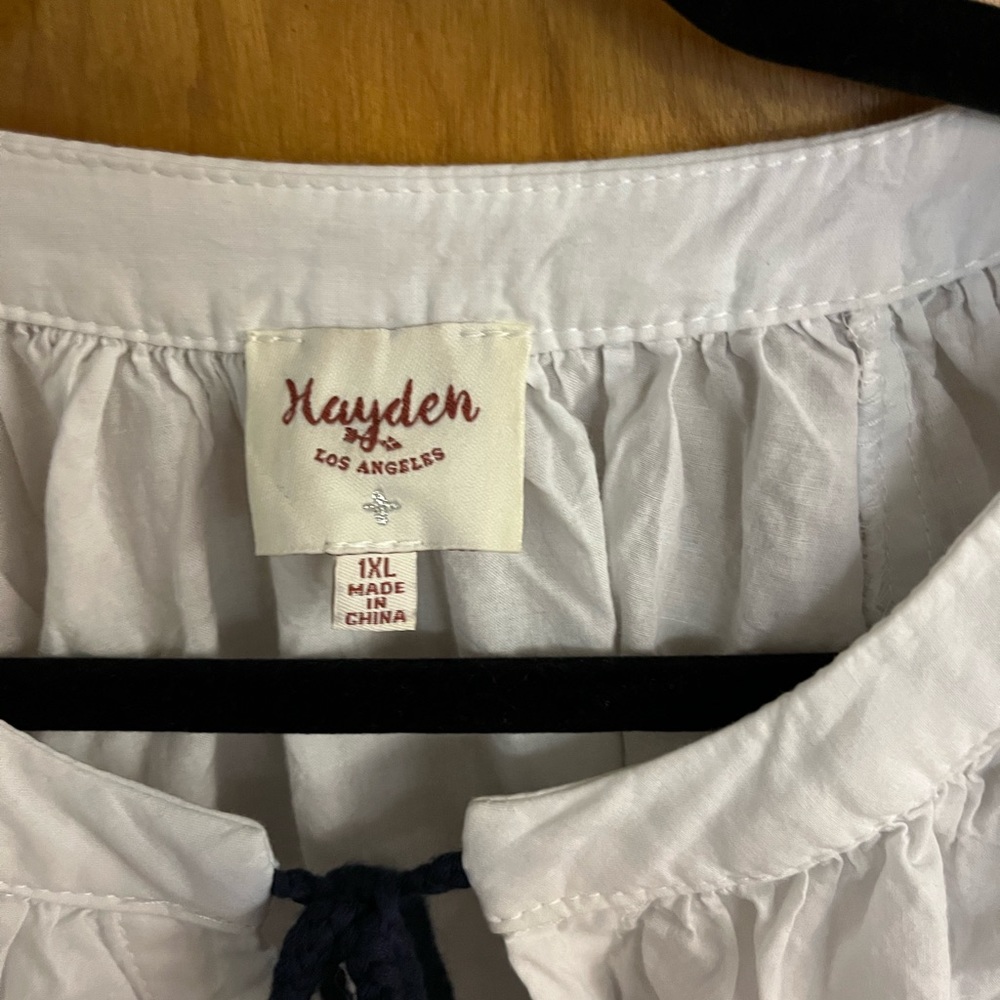 Hayden
LOS ANGELES
+
1XL
MADE
IN
CHINA